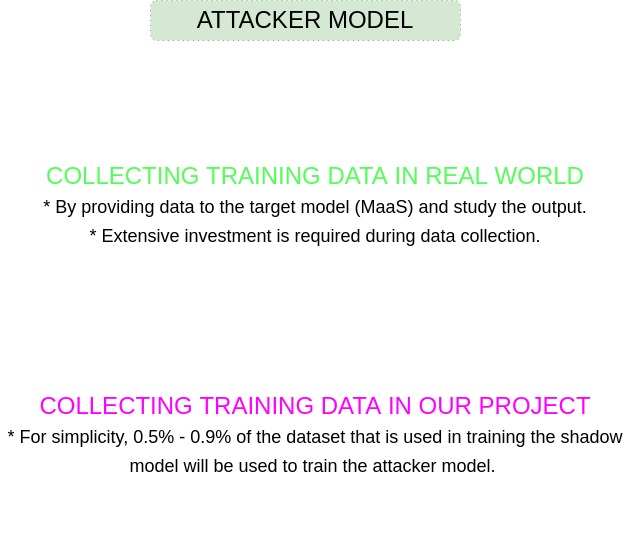 ATTACKER MODEL
COLLECTING TRAINING DATA IN REAL WORLD
* By providing data to the target model (MaaS) and study the output.
* Extensive investment is required during data collection.
COLLECTING TRAINING DATA IN OUR PROJECT
* For simplicity, 0.5% - 0.9% of the dataset that is used in training the shadow
model will be used to train the attacker model.